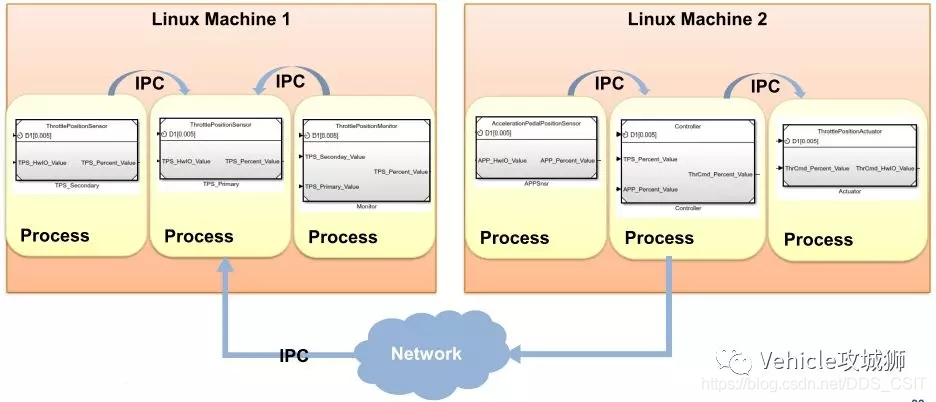 Linux Machine 1
Linux Machine 2
IPC
IPC
IPC
IPC
ThrottlePositionSensor
D1[0.005]
TPS_HwIO_Value
TPS_Percent_Value
TPS_Secondary
Process
ThrottlePositionSensor
D1[0.005]
TPS_HwIO_Value
TPS_Percent_Value
TPS_Primary
Process
ThrottlePositionMonitor
D1[0.005]
TPS_Seconday_Value
TPS_Percent_Value
TPS_Primary_Value
Monitor
Process
AccelerationPedalPositionSensor
D1[0.005]
APP_HwIO_Value
APP_Percent_Value
APPSnsr
Process
Controller
D1[0.005]
TPS_Percent_Value
ThrCmd_Percent_Value
APP_Percent_Value
Controller
Process
ThrottlePositionActuator
D1[0.005]
ThrCmd_Percent_Value
ThrCmd_HwIO_Value
Actuator
Process
IPC
Network
Vehicle攻城狮
https://blog.csdn.net/DDS_CSIT